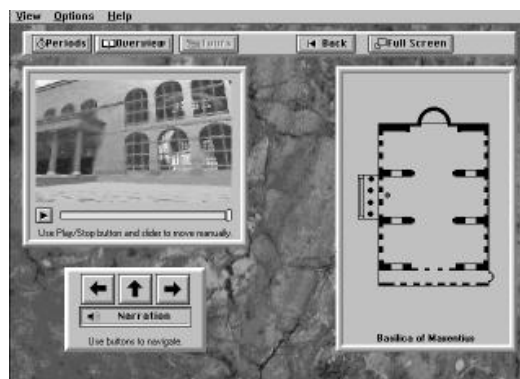 View Options Help
Periods Overview Tours Back Full Screen
Use Play/Stop button and slider to move manually.
Narration
Use buttons to navigate.
Basilica of Maxentius